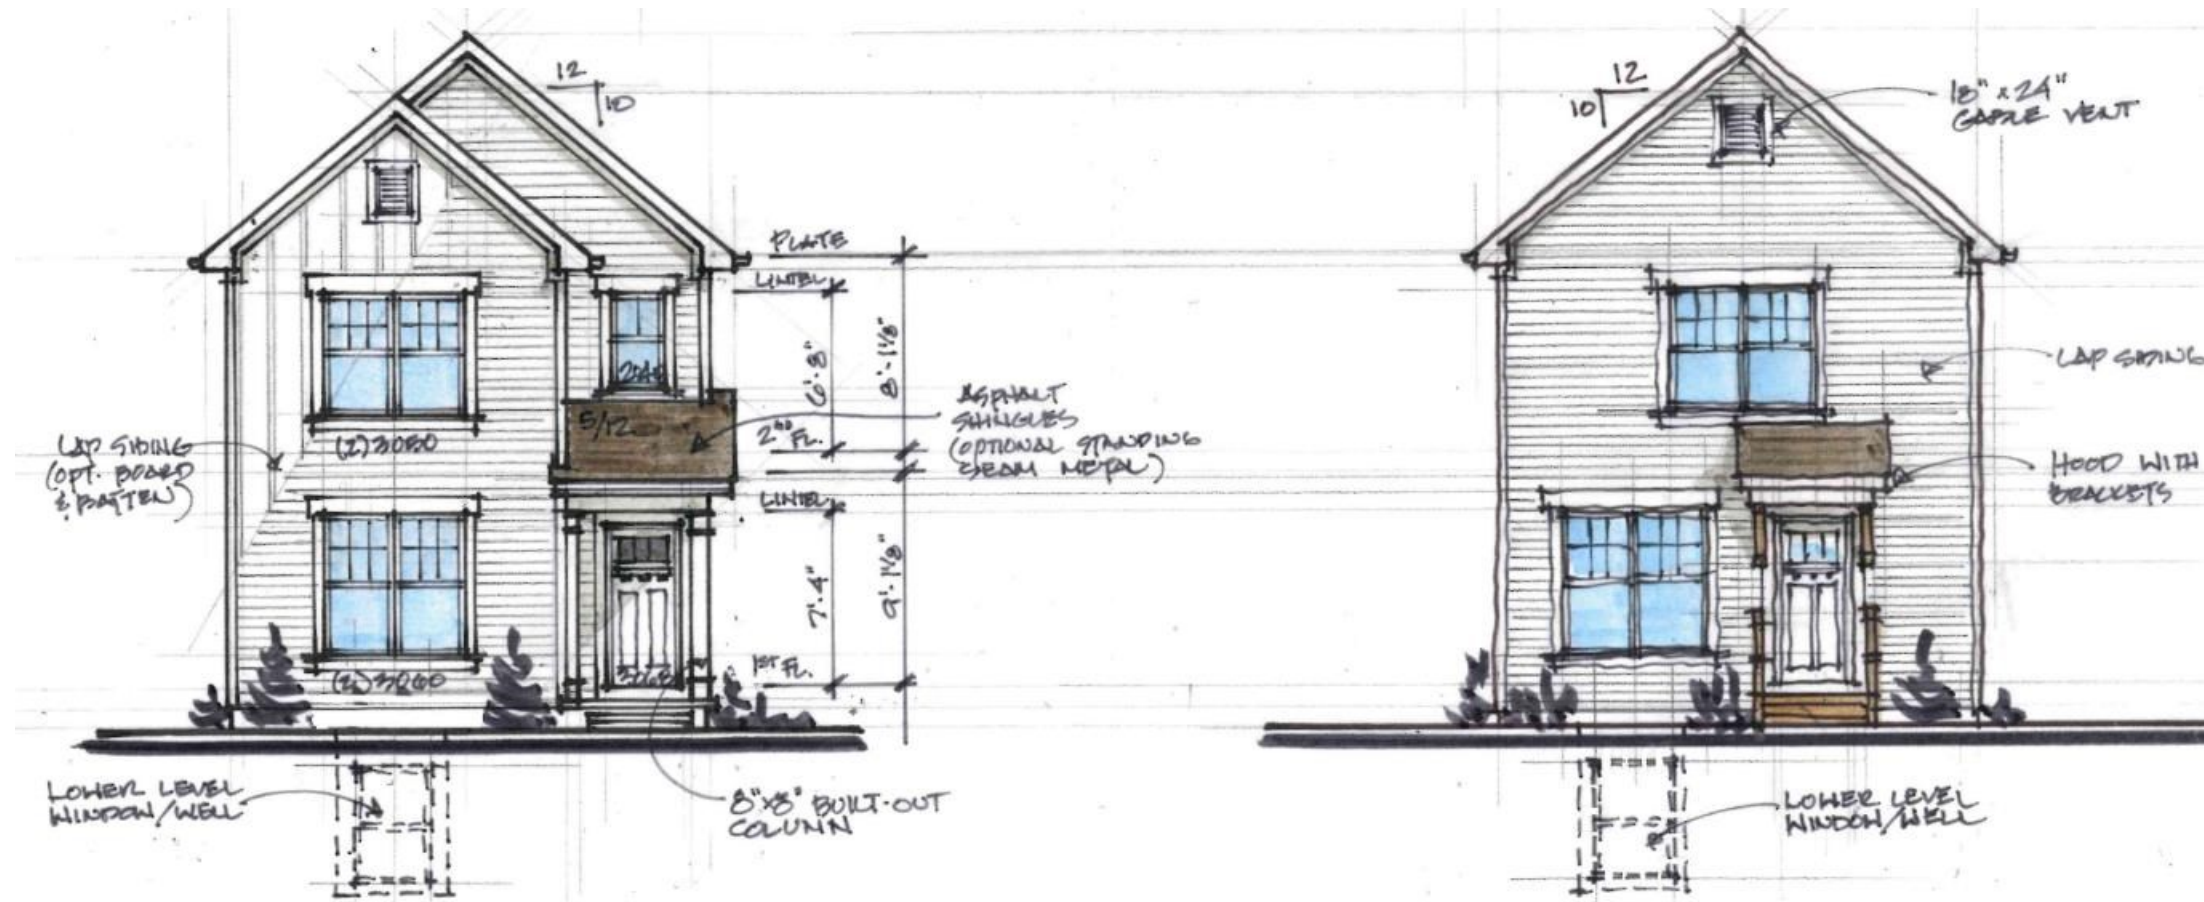 12
10
PLATE
LINTEL
6'-8"
8'-1 1/8"
244
5/12
2ND FL.
ASPHALT
SHINGLES
(OPTIONAL STANDING
SEAM METAL)
LAP SIDING
(OPT. BOARD
& BATTEN)
(2) 3050
LINTEL
7'-4"
9'-1 1/8"
1ST FL.
(2) 3060
3068
LOWER LEVEL
WINDOW/WELL
8"x8" BUILT-OUT
COLUMN
12
10
18" x 24"
GABLE VENT
LAP SIDING
HOOD WITH
BRACKETS
LOWER LEVEL
WINDOW/WELL